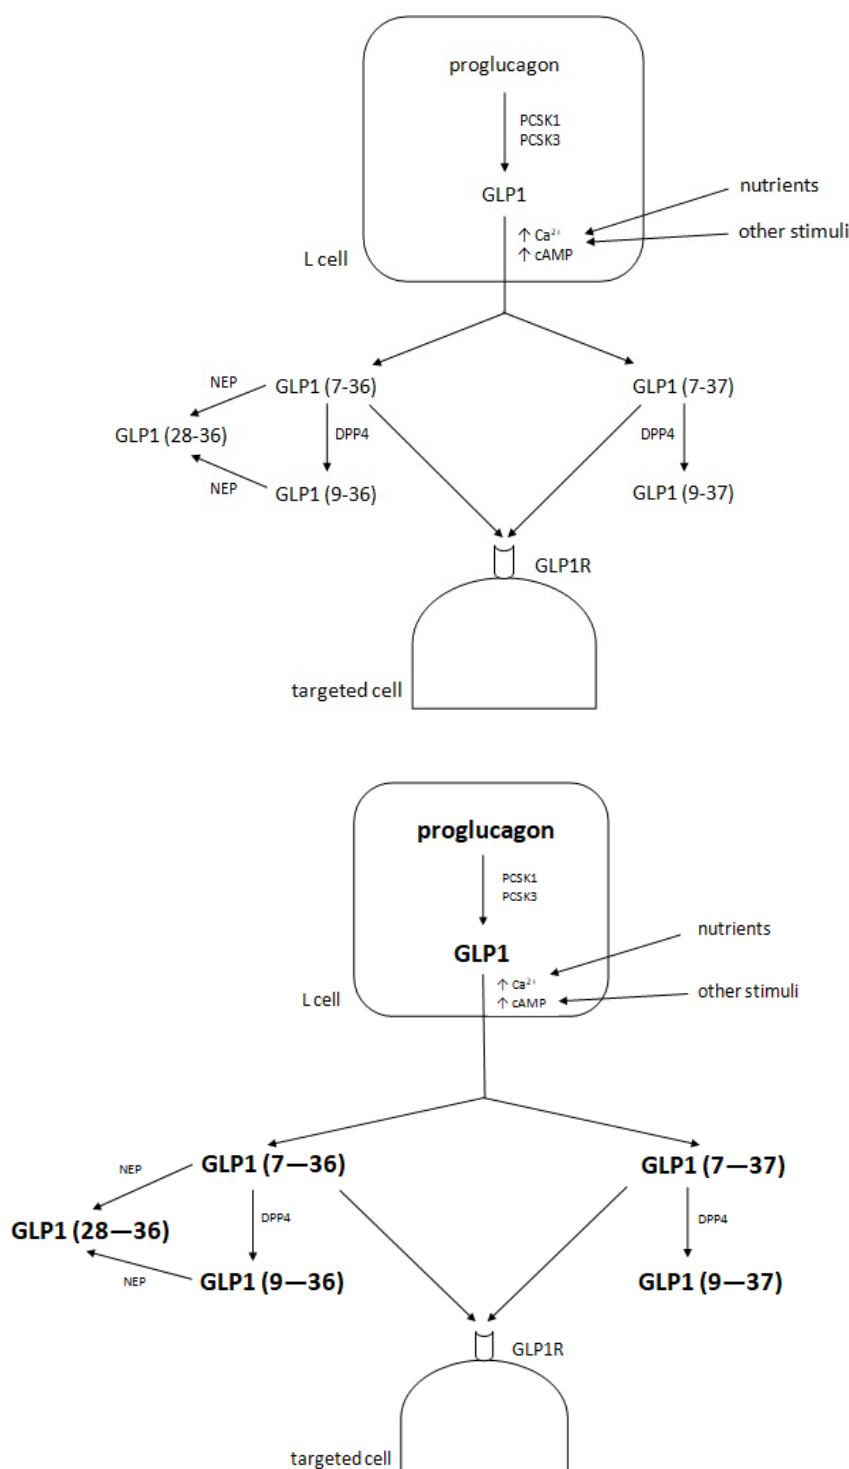 proglucagon
PCSK1
PCSK3
GLP1
nutrients
↑ Ca²⁺
other stimuli
↑ cAMP
L cell
NEP
GLP1 (7-36)
GLP1 (7-37)
GLP1 (28-36)
DPP4
DPP4
NEP
GLP1 (9-36)
GLP1 (9-37)
GLP1R
targeted cell
proglucagon
PCSK1
PCSK3
GLP1
nutrients
↑ Ca²⁺
other stimuli
↑ cAMP
L cell
NEP
GLP1 (7—36)
GLP1 (7—37)
GLP1 (28—36)
DPP4
DPP4
NEP
GLP1 (9—36)
GLP1 (9—37)
GLP1R
targeted cell